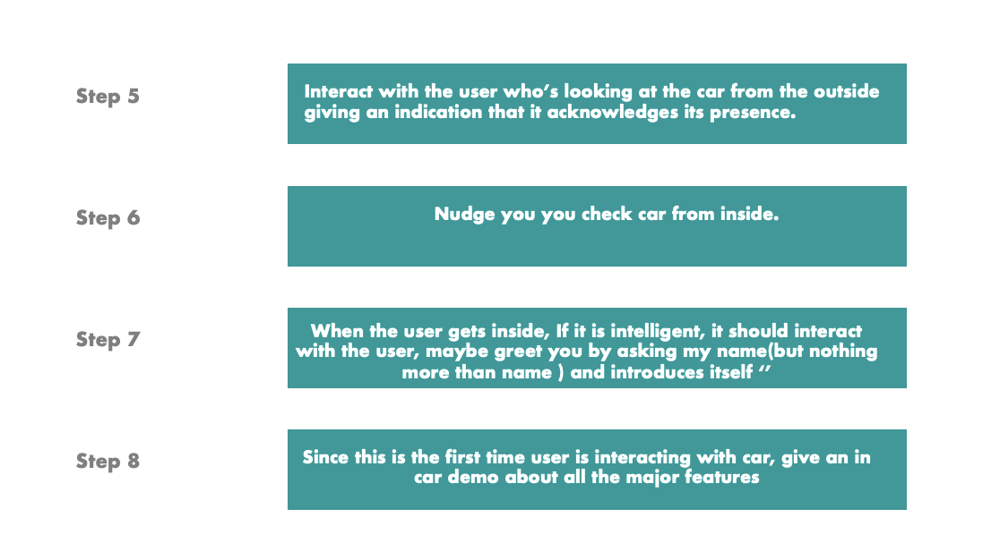 Step 5
Interact with the user who’s looking at the car from the outside
giving an indication that it acknowledges its presence.
Step 6
Nudge you you check car from inside.
Step 7
When the user gets inside, If it is intelligent, it should interact
with the user, maybe greet you by asking my name(but nothing
more than name ) and introduces itself ‘’
Step 8
Since this is the first time user is interacting with car, give an in
car demo about all the major features